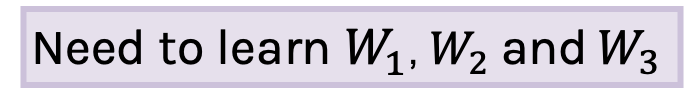 Need to learn W₁, W₂ and W₃